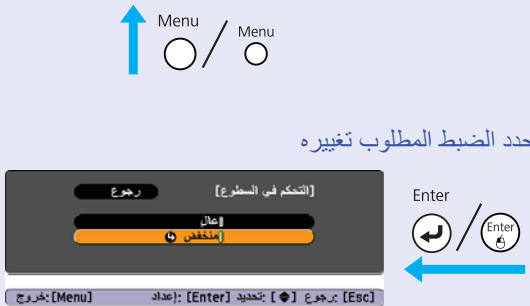 Menu
Menu
حدد الضبط المطلوب تغييره
[التحكم في السطوع] رجوع
عالٍ
منخفض
[Esc]: رجوع [◆]: تحديد [Enter]: إعداد [Menu]: خروج
Enter
Enter